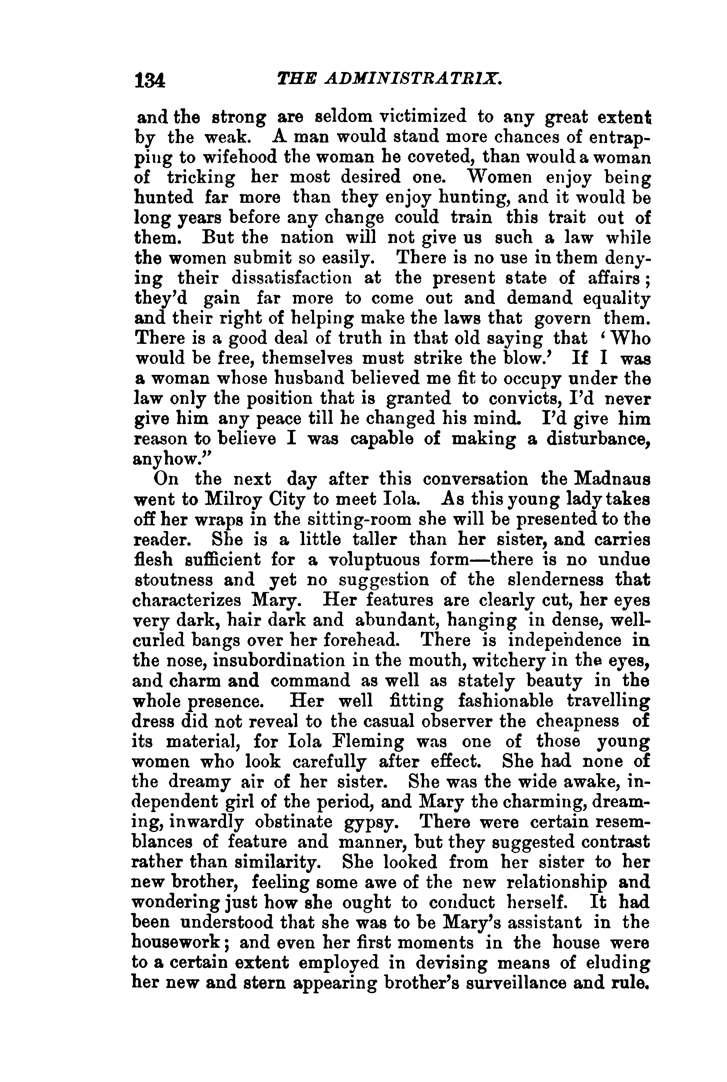 134 THE ADMINISTRATRIX.
and the strong are seldom victimized to any great extent
by the weak. A man would stand more chances of entrap-
ping to wifehood the woman he coveted, than would a woman
of tricking her most desired one. Women enjoy being
hunted far more than they enjoy hunting, and it would be
long years before any change could train this trait out of
them. But the nation will not give us such a law while
the women submit so easily. There is no use in them deny-
ing their dissatisfaction at the present state of affairs;
they'd gain far more to come out and demand equality
and their right of helping make the laws that govern them.
There is a good deal of truth in that old saying that ‘Who
would be free, themselves must strike the blow.’ If I was
a woman whose husband believed me fit to occupy under the
law only the position that is granted to convicts, I'd never
give him any peace till he changed his mind. I'd give him
reason to believe I was capable of making a disturbance,
anyhow.”
On the next day after this conversation the Madnaus
went to Milroy City to meet Iola. As this young lady takes
off her wraps in the sitting-room she will be presented to the
reader. She is a little taller than her sister, and carries
flesh sufficient for a voluptuous form—there is no undue
stoutness and yet no suggestion of the slenderness that
characterizes Mary. Her features are clearly cut, her eyes
very dark, hair dark and abundant, hanging in dense, well-
curled bangs over her forehead. There is independence in
the nose, insubordination in the mouth, witchery in the eyes,
and charm and command as well as stately beauty in the
whole presence. Her well fitting fashionable travelling
dress did not reveal to the casual observer the cheapness of
its material, for Iola Fleming was one of those young
women who look carefully after effect. She had none of
the dreamy air of her sister. She was the wide awake, in-
dependent girl of the period, and Mary the charming, dream-
ing, inwardly obstinate gypsy. There were certain resem-
blances of feature and manner, but they suggested contrast
rather than similarity. She looked from her sister to her
new brother, feeling some awe of the new relationship and
wondering just how she ought to conduct herself. It had
been understood that she was to be Mary's assistant in the
housework; and even her first moments in the house were
to a certain extent employed in devising means of eluding
her new and stern appearing brother's surveillance and rule.